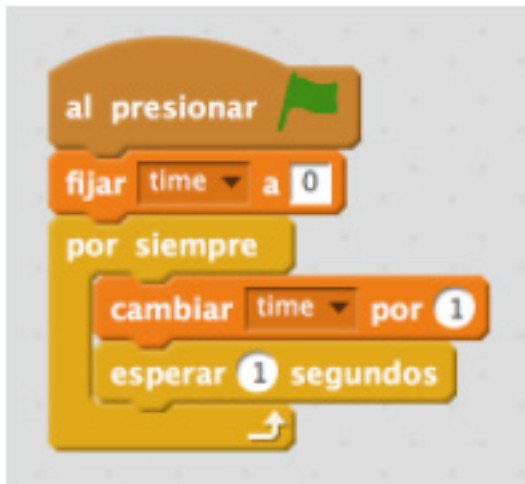 al presionar
fijar time a 0
por siempre
cambiar time por 1
esperar 1 segundos